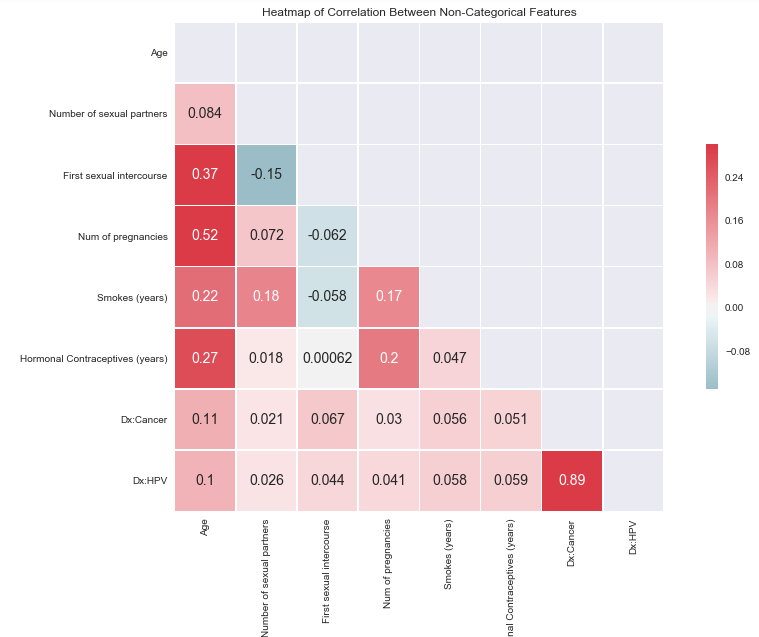 Heatmap of Correlation Between Non-Categorical Features
Age
Number of sexual partners
0.084
First sexual intercourse
0.37
-0.15
Num of pregnancies
0.52
0.072
-0.062
Smokes (years)
0.22
0.18
-0.058
0.17
Hormonal Contraceptives (years)
0.27
0.018
0.00062
0.2
0.047
Dx:Cancer
0.11
0.021
0.067
0.03
0.056
0.051
Dx:HPV
0.1
0.026
0.044
0.041
0.058
0.059
0.89
Age
Number of sexual partners
First sexual intercourse
Num of pregnancies
Smokes (years)
nal Contraceptives (years)
Dx:Cancer
Dx:HPV
0.24
0.16
0.08
0.00
−0.08